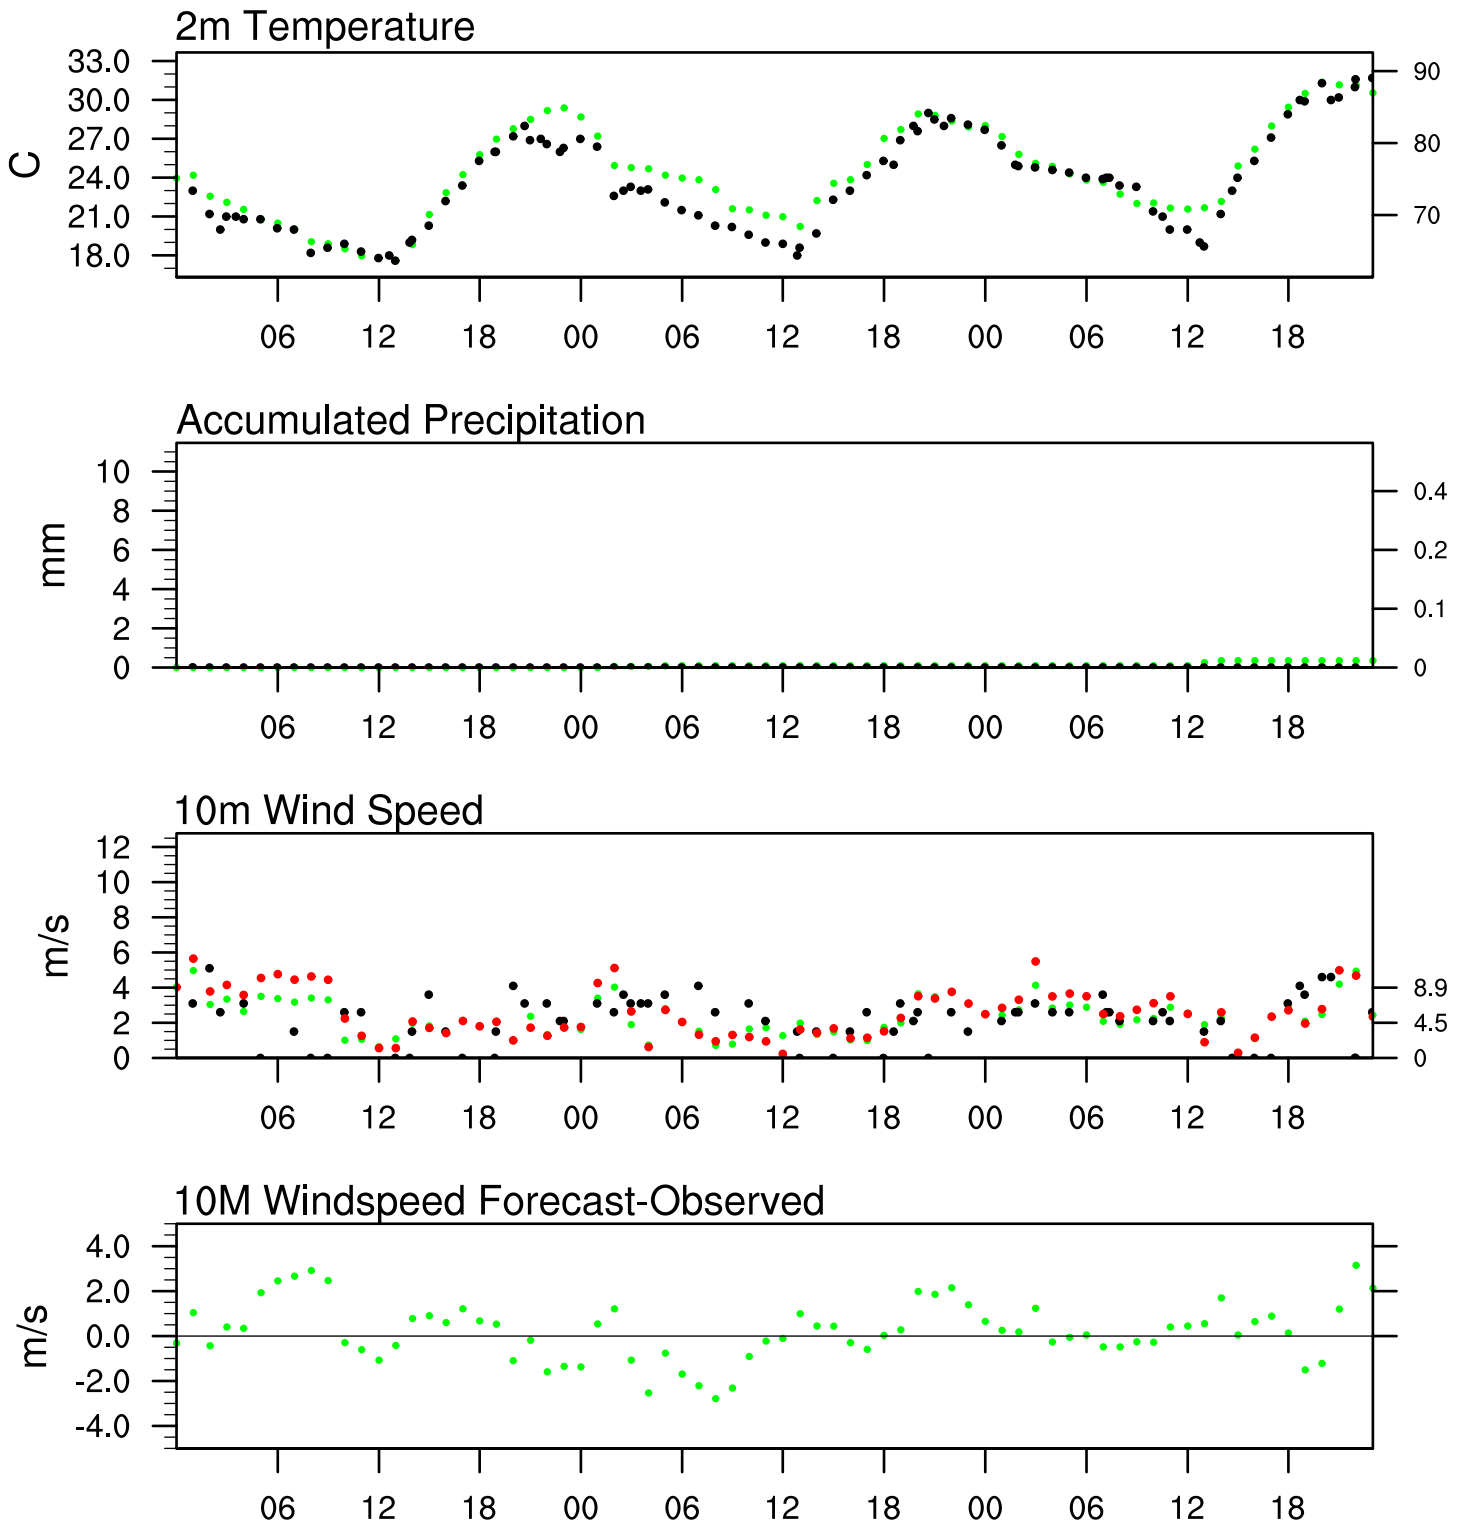 2m Temperature
33.0
30.0
27.0
24.0
21.0
18.0
C
90
80
70
06 12 18 00 06 12 18 00 06 12 18
Accumulated Precipitation
10
8
6
4
2
0
mm
0.4
0.2
0.1
0
06 12 18 00 06 12 18 00 06 12 18
10m Wind Speed
12
10
8
6
4
2
0
m/s
8.9
4.5
0
06 12 18 00 06 12 18 00 06 12 18
10M Windspeed Forecast-Observed
4.0
2.0
0.0
-2.0
-4.0
m/s
06 12 18 00 06 12 18 00 06 12 18